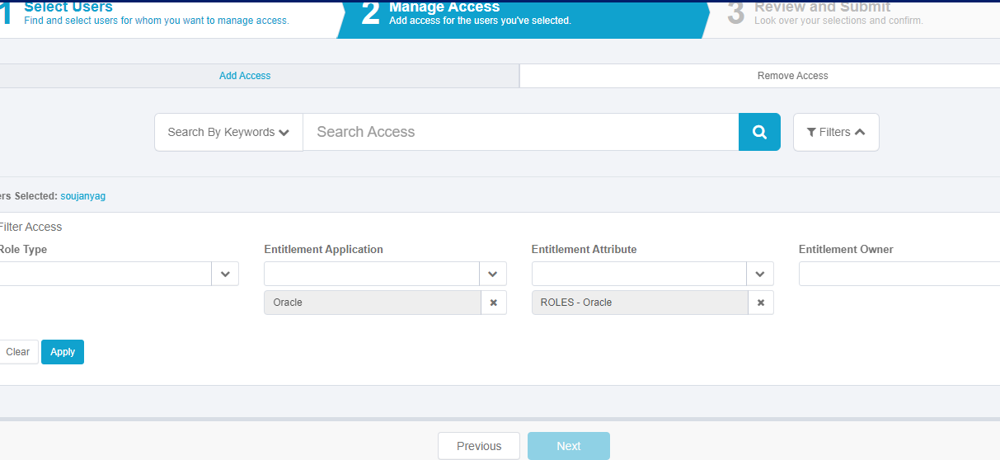 1 Select Users
Find and select users for whom you want to manage access.
2 Manage Access
Add access for the users you've selected.
3 Review and Submit
Look over your selections and confirm.
Add Access
Remove Access
Search By Keywords
Search Access
Filters
ers Selected: soujanyag
Filter Access
Role Type
Entitlement Application
Entitlement Attribute
Entitlement Owner
Oracle
ROLES - Oracle
Clear
Apply
Previous
Next